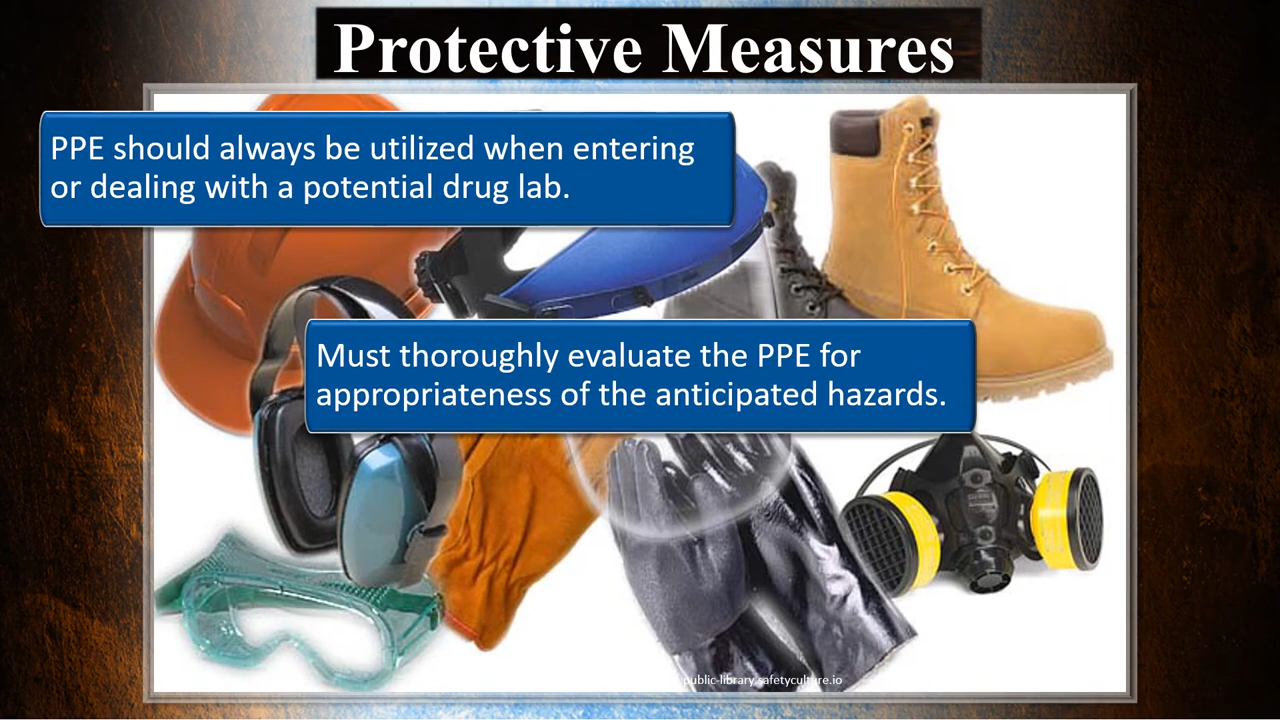 Protective Measures
PPE should always be utilized when entering
or dealing with a potential drug lab.
Must thoroughly evaluate the PPE for
appropriateness of the anticipated hazards.
public-library.safetyculture.io